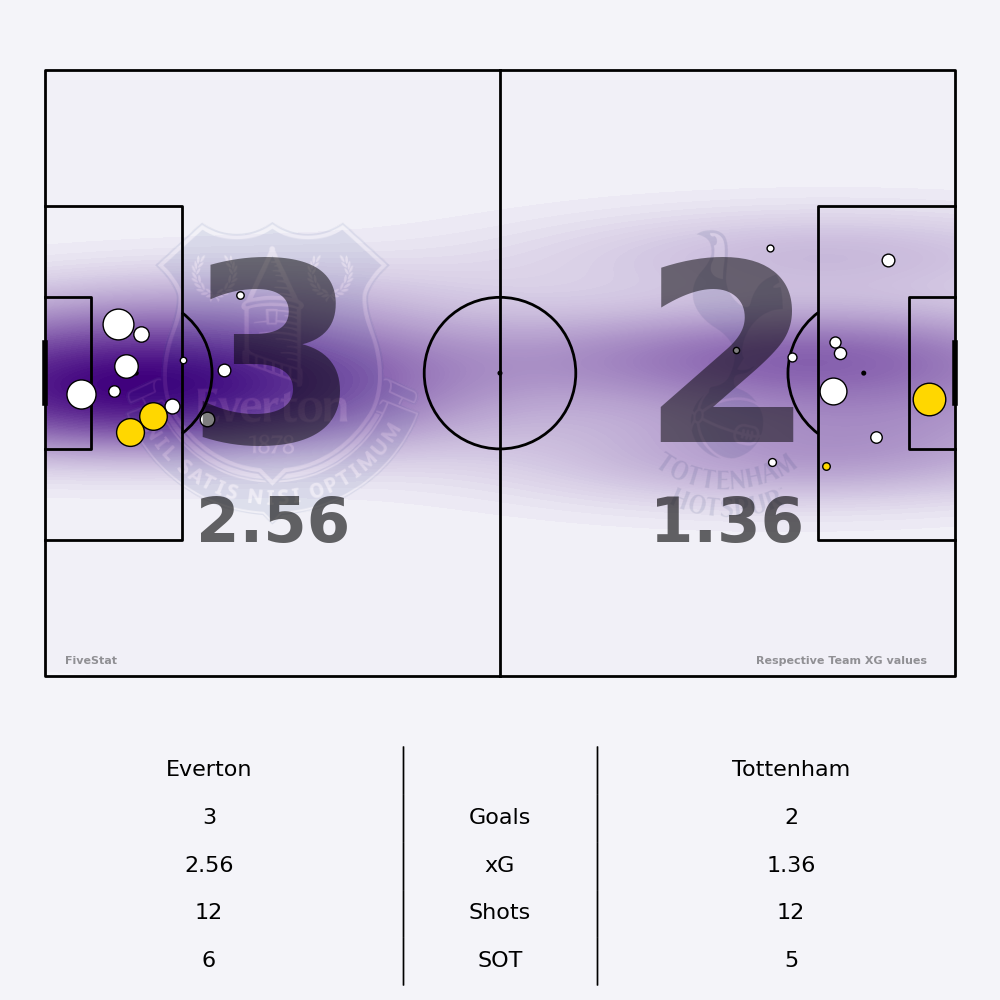 3
2
Everton
1878
NIL SATIS NISI OPTIMUM
TOTTENHAM
HOTSPUR
2.56
1.36
FiveStat
Respective Team XG values
Everton
Tottenham
3
Goals
2
2.56
xG
1.36
12
Shots
12
6
SOT
5